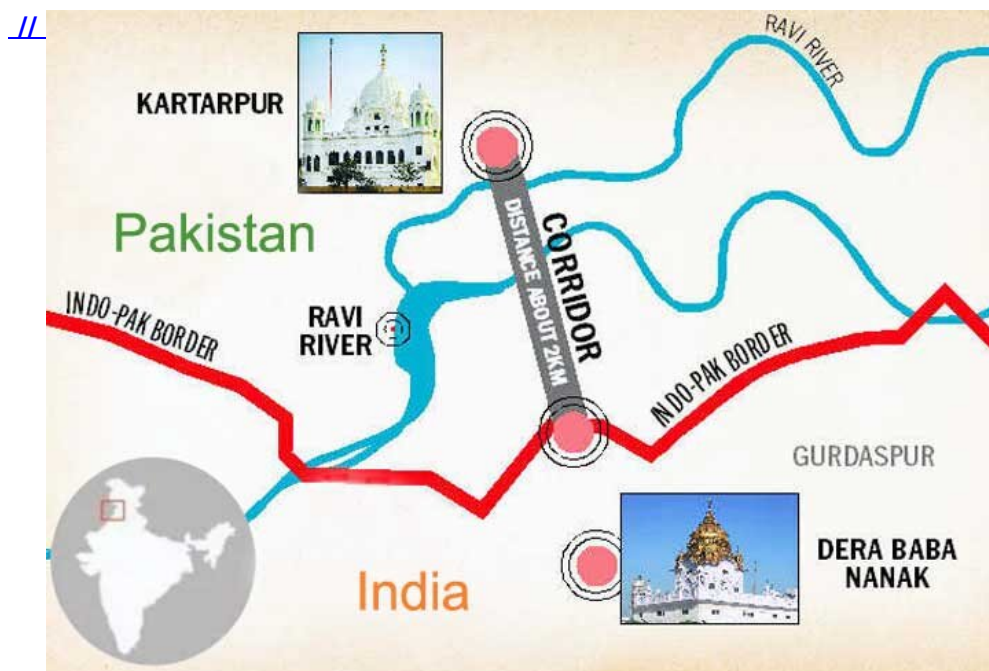 //
RAVI RIVER
KARTARPUR
Pakistan
CORRIDOR
DISTANCE ABOUT 2KM
INDO-PAK BORDER
RAVI
RIVER
INDO-PAK BORDER
GURDASPUR
DERA BABA
NANAK
India